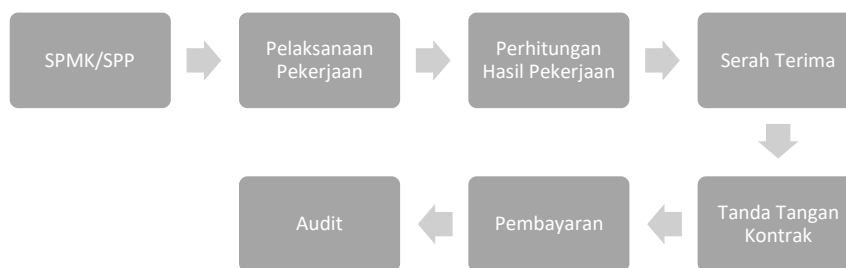 SPMK/SPP
Pelaksanaan
Pekerjaan
Perhitungan
Hasil Pekerjaan
Serah Terima
Tanda Tangan
Kontrak
Pembayaran
Audit